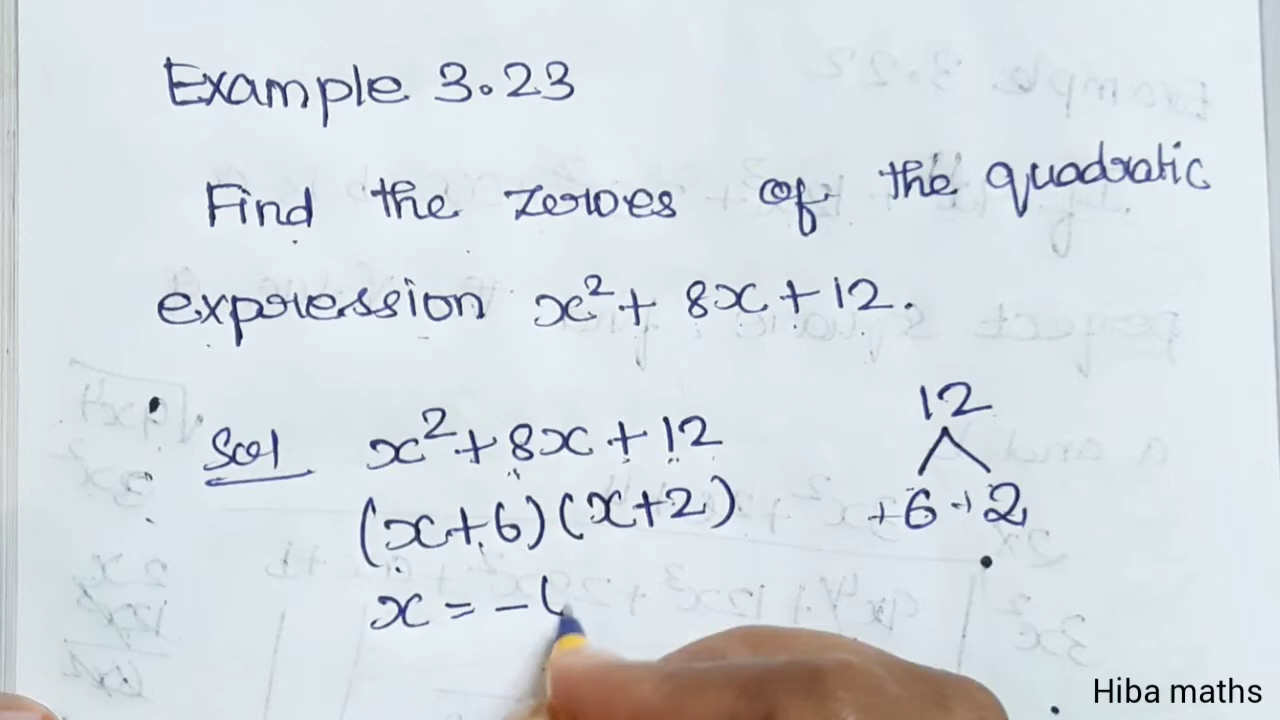 Example 3.23
Find the zeroes of the quadratic
expression x² + 8x + 12.
Sol x² + 8x + 12
12
(x+6)(x+2)
+6 +2
x = -
Hiba maths